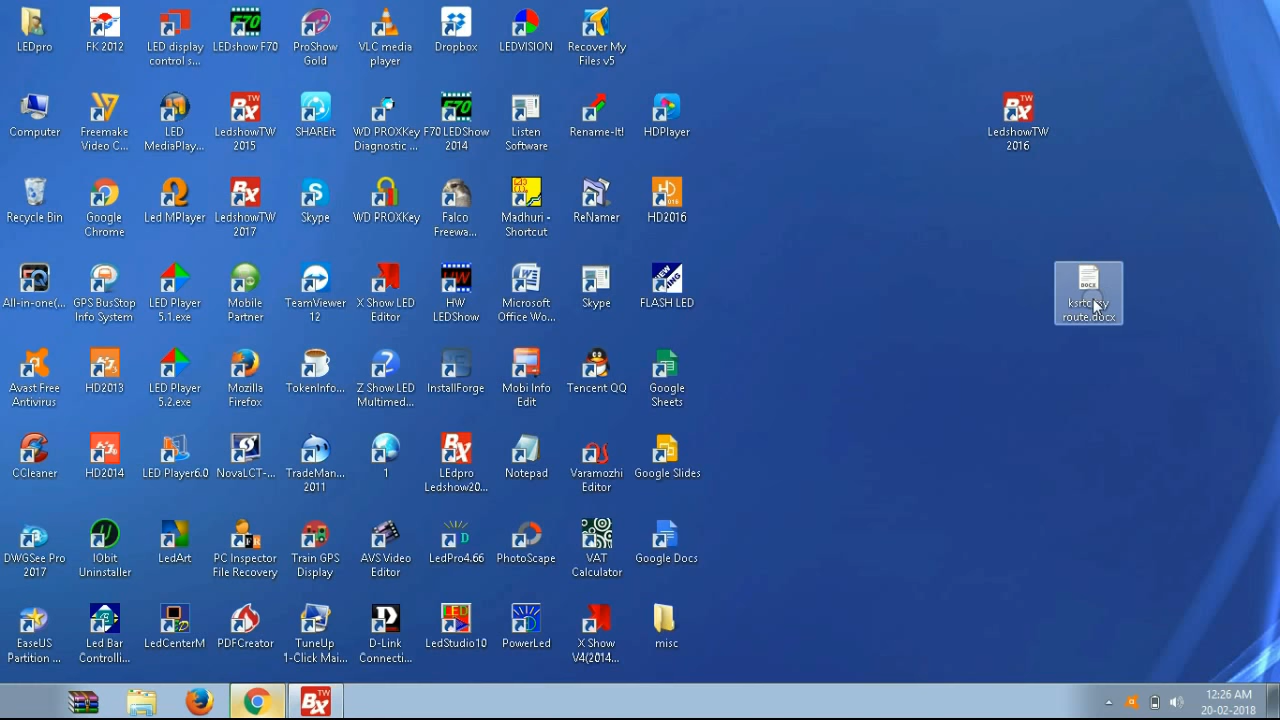 LEDpro
FK 2012
LED display
control s...
LEDshow F70
ProShow
Gold
VLC media
player
Dropbox
LEDVISION
Recover My
Files v5
Computer
Freemake
Video C...
LED
MediaPlay...
LedshowTW
2015
SHAREit
WD PROXKey
Diagnostic ...
F70 LEDShow
2014
Listen
Software
Rename-It!
HDPlayer
LedshowTW
2016
Recycle Bin
Google
Chrome
Led MPlayer
LedshowTW
2017
Skype
WD PROXKey
Falco
Freewa...
Madhuri -
Shortcut
ReNamer
HD2016
All-in-one(...
GPS BusStop
Info System
LED Player
5.1.exe
Mobile
Partner
TeamViewer
12
X Show LED
Editor
HW
LEDShow
Microsoft
Office Wo...
Skype
FLASH LED
route.docx
Avast Free
Antivirus
HD2013
LED Player
5.2.exe
Mozilla
Firefox
TokenInfo...
Z Show LED
Multimed...
InstallForge
Mobi Info
Edit
Tencent QQ
Google
Sheets
CCleaner
HD2014
LED Player6.0
NovaLCT-...
TradeMan...
2011
1
LEdpro
Ledshow20...
Notepad
Varamozhi
Editor
Google Slides
DWGSee Pro
2017
IObit
Uninstaller
LedArt
PC Inspector
File Recovery
Train GPS
Display
AVS Video
Editor
LedPro4.66
PhotoScape
VAT
Calculator
Google Docs
EaseUS
Partition ...
Led Bar
Controlli...
LedCenterM
PDFCreator
TuneUp
1-Click Mai...
D-Link
Connecti...
LedStudio10
PowerLed
X Show
V4(2014...
misc
12:26 AM
20-02-2018